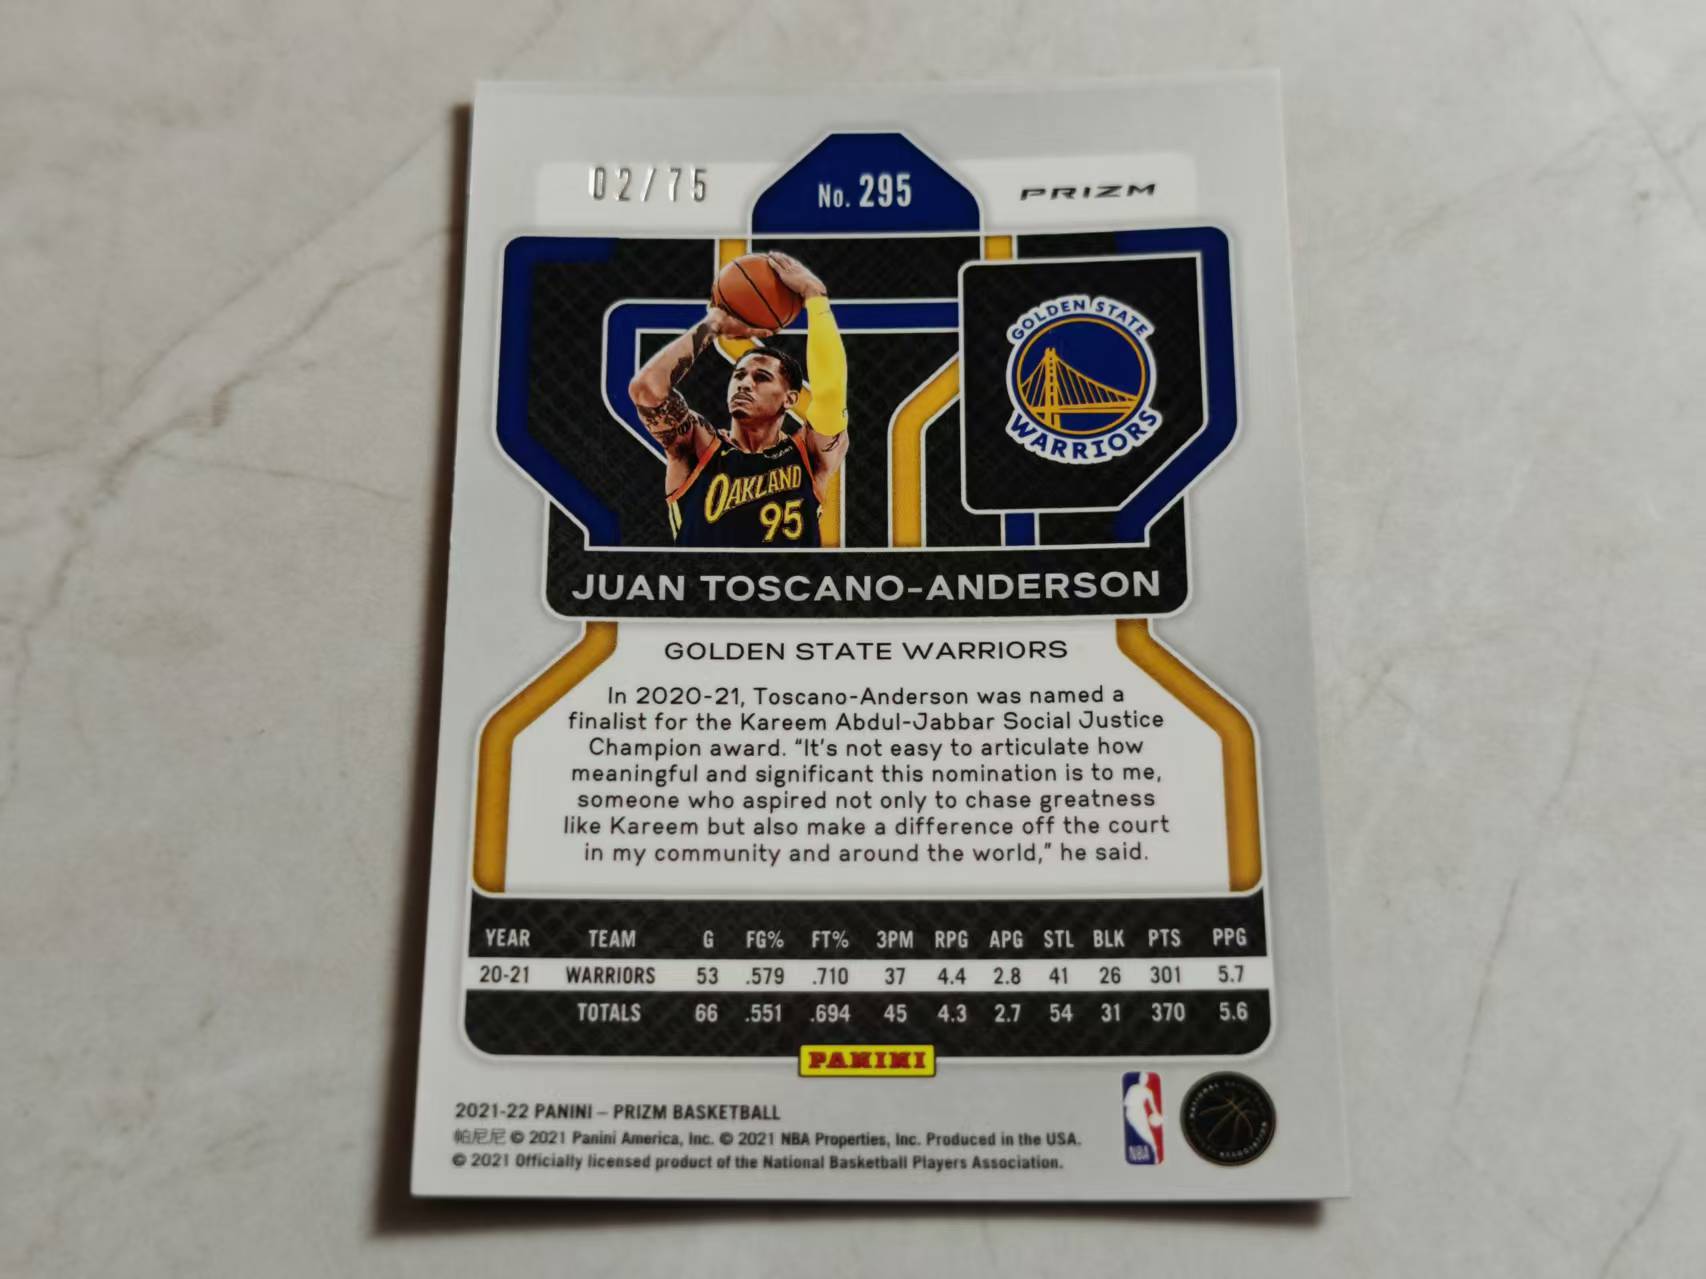 02/75
No. 295
PRIZM
GOLDEN STATE
WARRIORS
OAKLAND
95
JUAN TOSCANO-ANDERSON
GOLDEN STATE WARRIORS
In 2020-21, Toscano-Anderson was named a
finalist for the Kareem Abdul-Jabbar Social Justice
Champion award. "It's not easy to articulate how
meaningful and significant this nomination is to me,
someone who aspired not only to chase greatness
like Kareem but also make a difference off the court
in my community and around the world," he said.
YEAR TEAM G FG% FT% 3PM RPG APG STL BLK PTS PPG
20-21 WARRIORS 53 .579 .710 37 4.4 2.8 41 26 301 5.7
TOTALS 66 .551 .694 45 4.3 2.7 54 31 370 5.6
PANINI
2021-22 PANINI – PRIZM BASKETBALL
帕尼尼 © 2021 Panini America, Inc. © 2021 NBA Properties, Inc. Produced in the USA.
© 2021 Officially licensed product of the National Basketball Players Association.
NBA